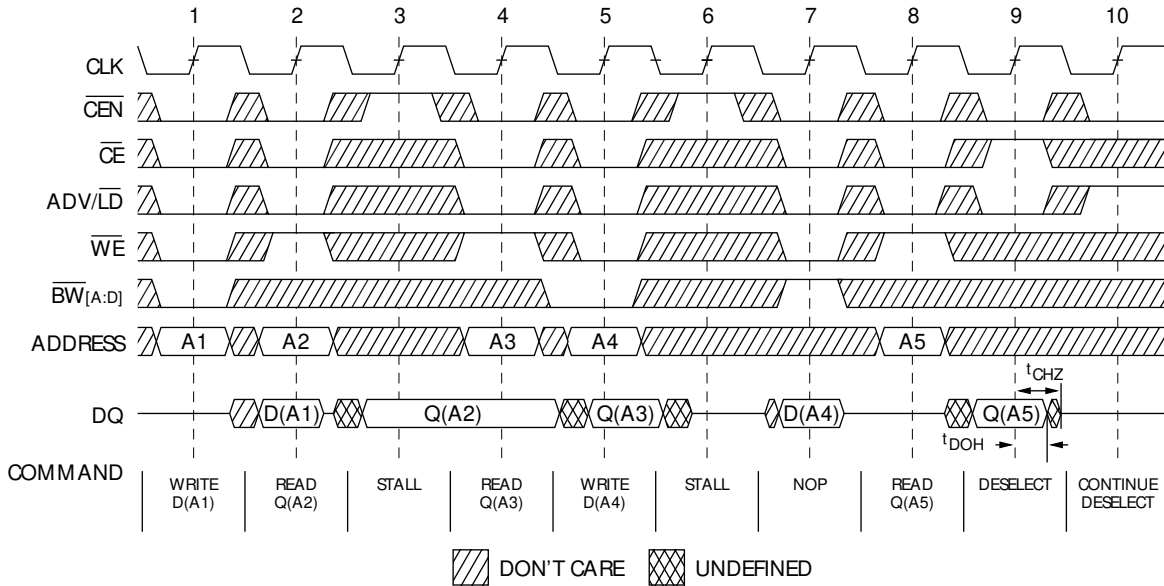 1 2 3 4 5 6 7 8 9 10
CLK
CEN
CE
ADV/LD
WE
BW[A:D]
ADDRESS A1 A2 A3 A4 A5
tCHZ
DQ D(A1) Q(A2) Q(A3) D(A4) Q(A5)
tDOH
COMMAND
WRITE READ STALL READ WRITE STALL NOP READ DESELECT CONTINUE
D(A1) Q(A2) Q(A3) D(A4) Q(A5) DESELECT
DON'T CARE UNDEFINED